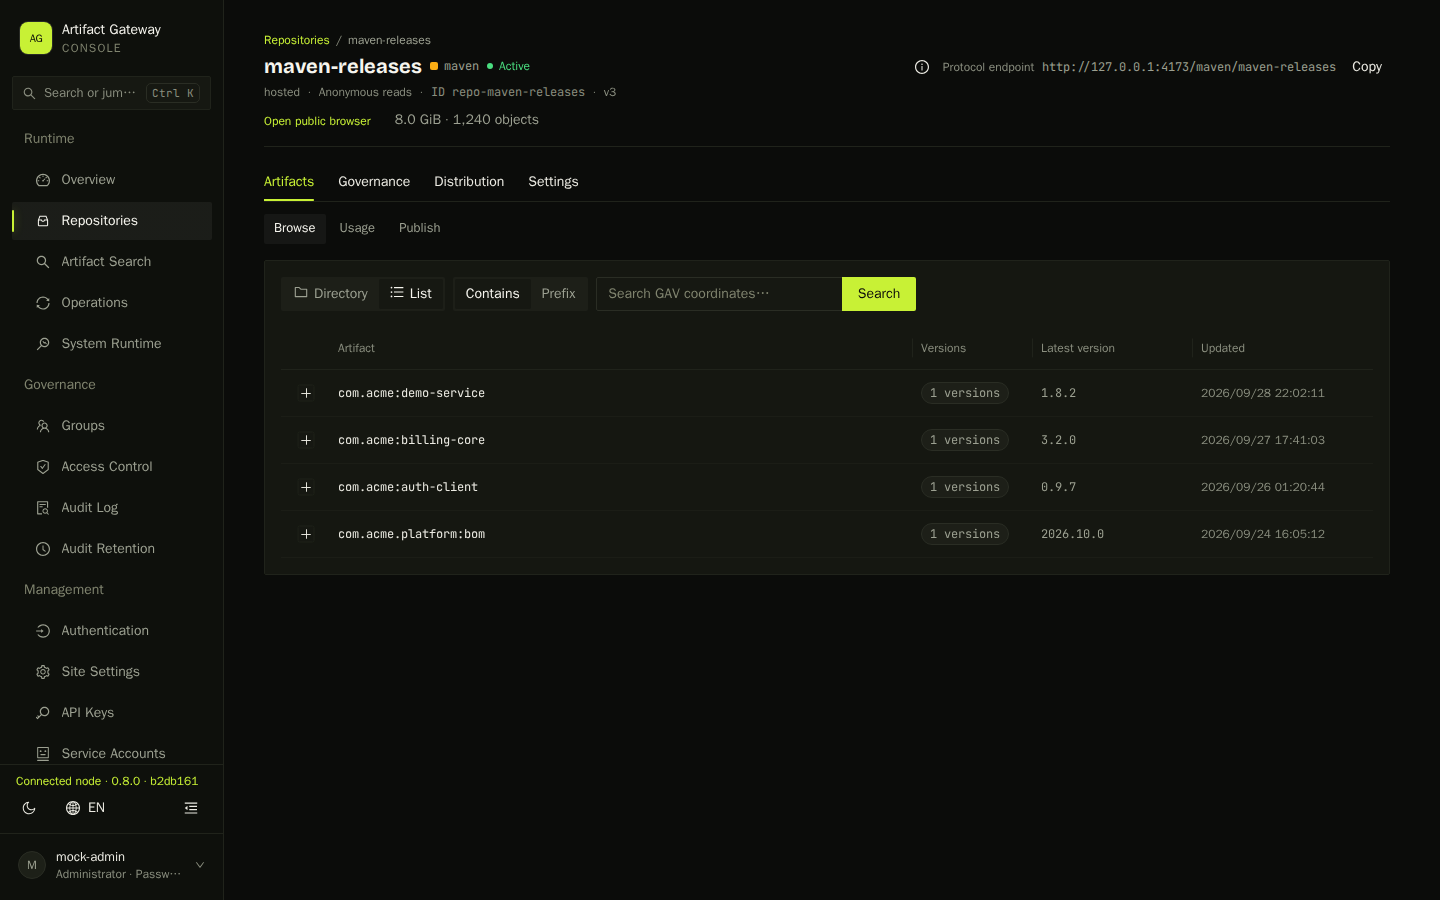 AG
Artifact Gateway
CONSOLE
Search or jum··· Ctrl K
Runtime
Overview
Repositories
Artifact Search
Operations
System Runtime
Governance
Groups
Access Control
Audit Log
Audit Retention
Management
Authentication
Site Settings
API Keys
Service Accounts
Connected node · 0.8.0 · b2db161
EN
M
mock-admin
Administrator · Passw···
Repositories / maven-releases
maven-releases maven Active
Protocol endpoint http://127.0.0.1:4173/maven/maven-releases Copy
hosted · Anonymous reads · ID repo-maven-releases · v3
Open public browser 8.0 GiB · 1,240 objects
Artifacts Governance Distribution Settings
Browse Usage Publish
Directory List Contains Prefix Search GAV coordinates··· Search
Artifact Versions Latest version Updated
com.acme:demo-service 1 versions 1.8.2 2026/09/28 22:02:11
com.acme:billing-core 1 versions 3.2.0 2026/09/27 17:41:03
com.acme:auth-client 1 versions 0.9.7 2026/09/26 01:20:44
com.acme.platform:bom 1 versions 2026.10.0 2026/09/24 16:05:12